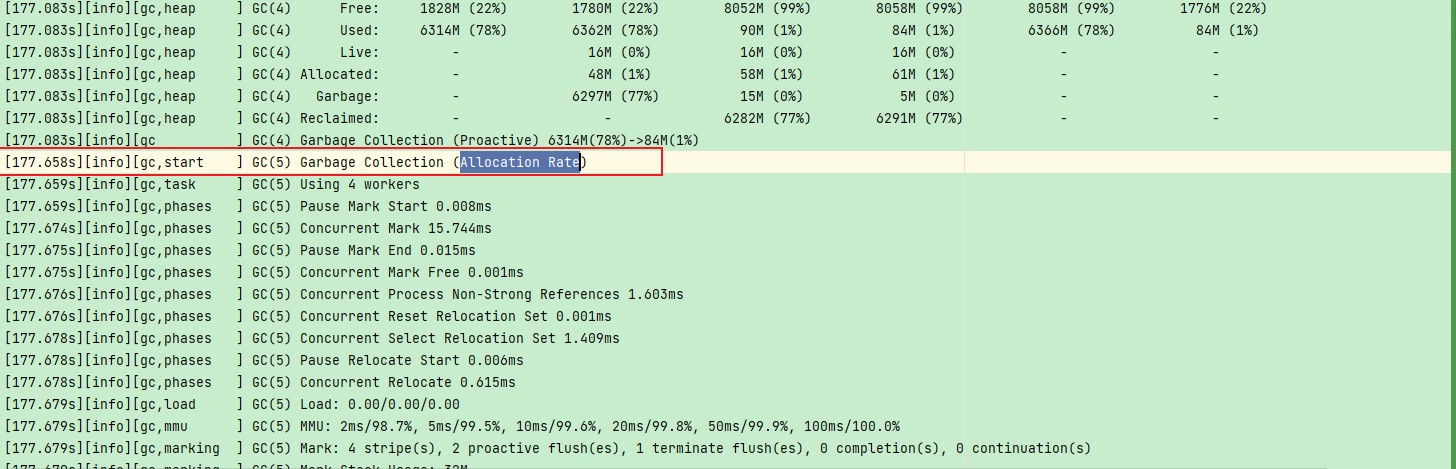 [177.083s][info][gc,heap     ] GC(4)      Free:     1828M (22%)        1780M (22%)        8052M (99%)        8058M (99%)        8058M (99%)        1776M (22%)
[177.083s][info][gc,heap     ] GC(4)      Used:     6314M (78%)        6362M (78%)          90M (1%)           84M (1%)         6366M (78%)          84M (1%)
[177.083s][info][gc,heap     ] GC(4)      Live:         -                16M (0%)           16M (0%)           16M (0%)             -                  -
[177.083s][info][gc,heap     ] GC(4) Allocated:         -                48M (1%)           58M (1%)           61M (1%)             -                  -
[177.083s][info][gc,heap     ] GC(4)   Garbage:         -              6297M (77%)          15M (0%)            5M (0%)             -                  -
[177.083s][info][gc,heap     ] GC(4) Reclaimed:         -                  -              6282M (77%)        6291M (77%)            -                  -
[177.083s][info][gc          ] GC(4) Garbage Collection (Proactive) 6314M(78%)->84M(1%)
[177.658s][info][gc,start    ] GC(5) Garbage Collection (Allocation Rate)
[177.659s][info][gc,task     ] GC(5) Using 4 workers
[177.659s][info][gc,phases   ] GC(5) Pause Mark Start 0.008ms
[177.674s][info][gc,phases   ] GC(5) Concurrent Mark 15.744ms
[177.675s][info][gc,phases   ] GC(5) Pause Mark End 0.015ms
[177.675s][info][gc,phases   ] GC(5) Concurrent Mark Free 0.001ms
[177.676s][info][gc,phases   ] GC(5) Concurrent Process Non-Strong References 1.603ms
[177.676s][info][gc,phases   ] GC(5) Concurrent Reset Relocation Set 0.001ms
[177.678s][info][gc,phases   ] GC(5) Concurrent Select Relocation Set 1.409ms
[177.678s][info][gc,phases   ] GC(5) Pause Relocate Start 0.006ms
[177.678s][info][gc,phases   ] GC(5) Concurrent Relocate 0.615ms
[177.679s][info][gc,load     ] GC(5) Load: 0.00/0.00/0.00
[177.679s][info][gc,mmu      ] GC(5) MMU: 2ms/98.7%, 5ms/99.5%, 10ms/99.6%, 20ms/99.8%, 50ms/99.9%, 100ms/100.0%
[177.679s][info][gc,marking  ] GC(5) Mark: 4 stripe(s), 2 proactive flush(es), 1 terminate flush(es), 0 completion(s), 0 continuation(s)
[177.679s][info][gc,marking  ] GC(5) Mark Stack Usage: 32M